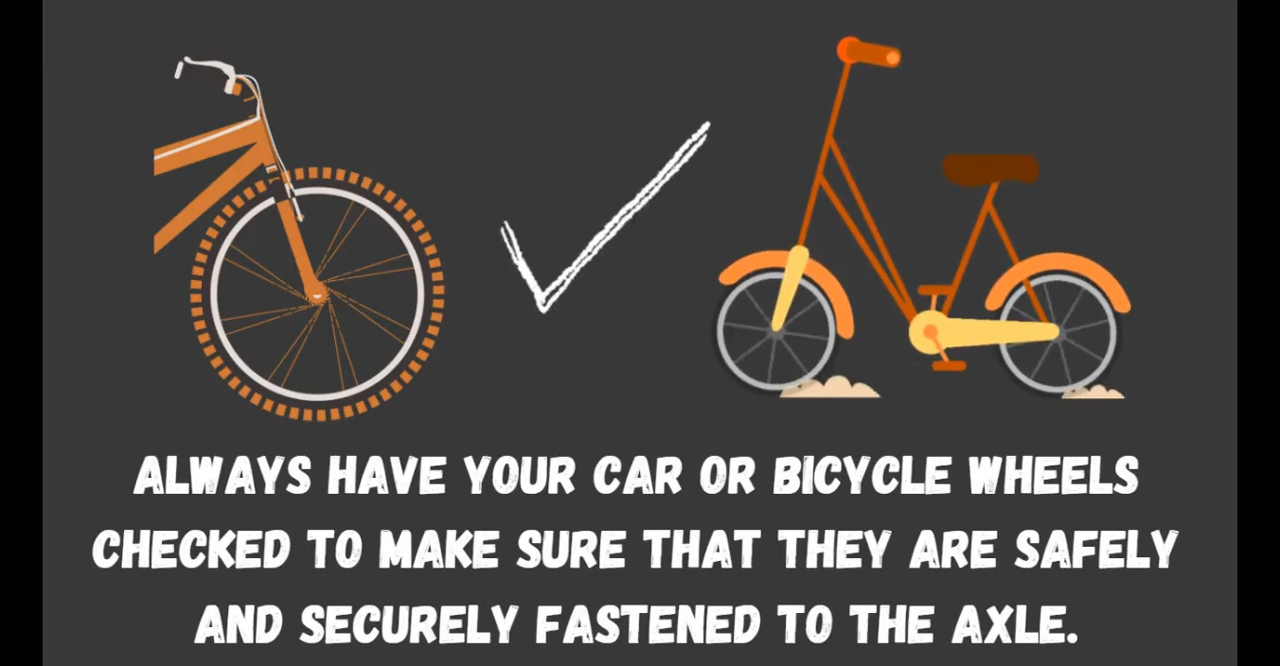 ALWAYS HAVE YOUR CAR OR BICYCLE WHEELS
CHECKED TO MAKE SURE THAT THEY ARE SAFELY
AND SECURELY FASTENED TO THE AXLE.